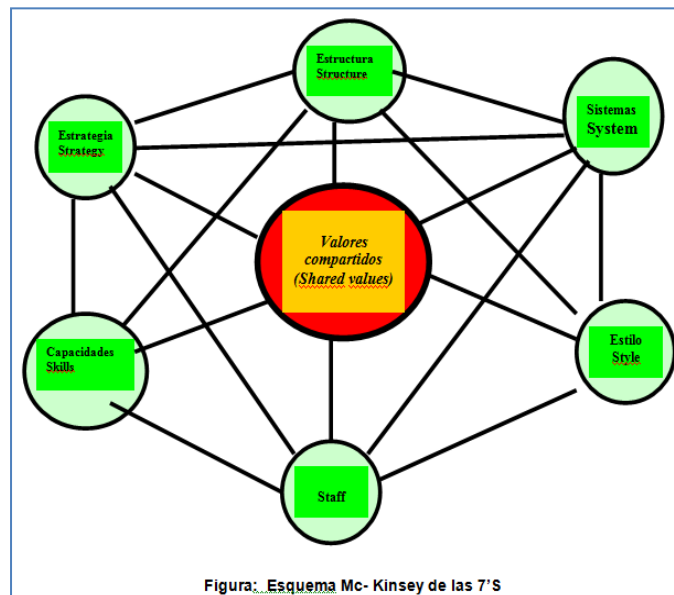 Estructura
Structure
Sistemas
System
Estrategia
Strategy
Valores
compartidos
(Shared values)
Capacidades
Skills
Estilo
Style
Staff
Figura: Esquema Mc- Kinsey de las 7'S